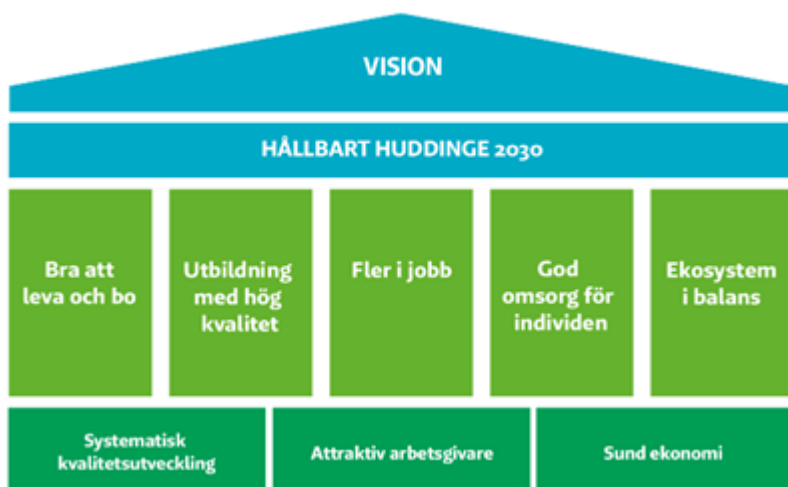 VISION
HÅLLBART HUDDINGE 2030
Bra att
leva och bo
Utbildning
med hög
kvalitet
Fler i jobb
God
omsorg för
individen
Ekosystem
i balans
Systematisk
kvalitetsutveckling
Attraktiv arbetsgivare
Sund ekonomi